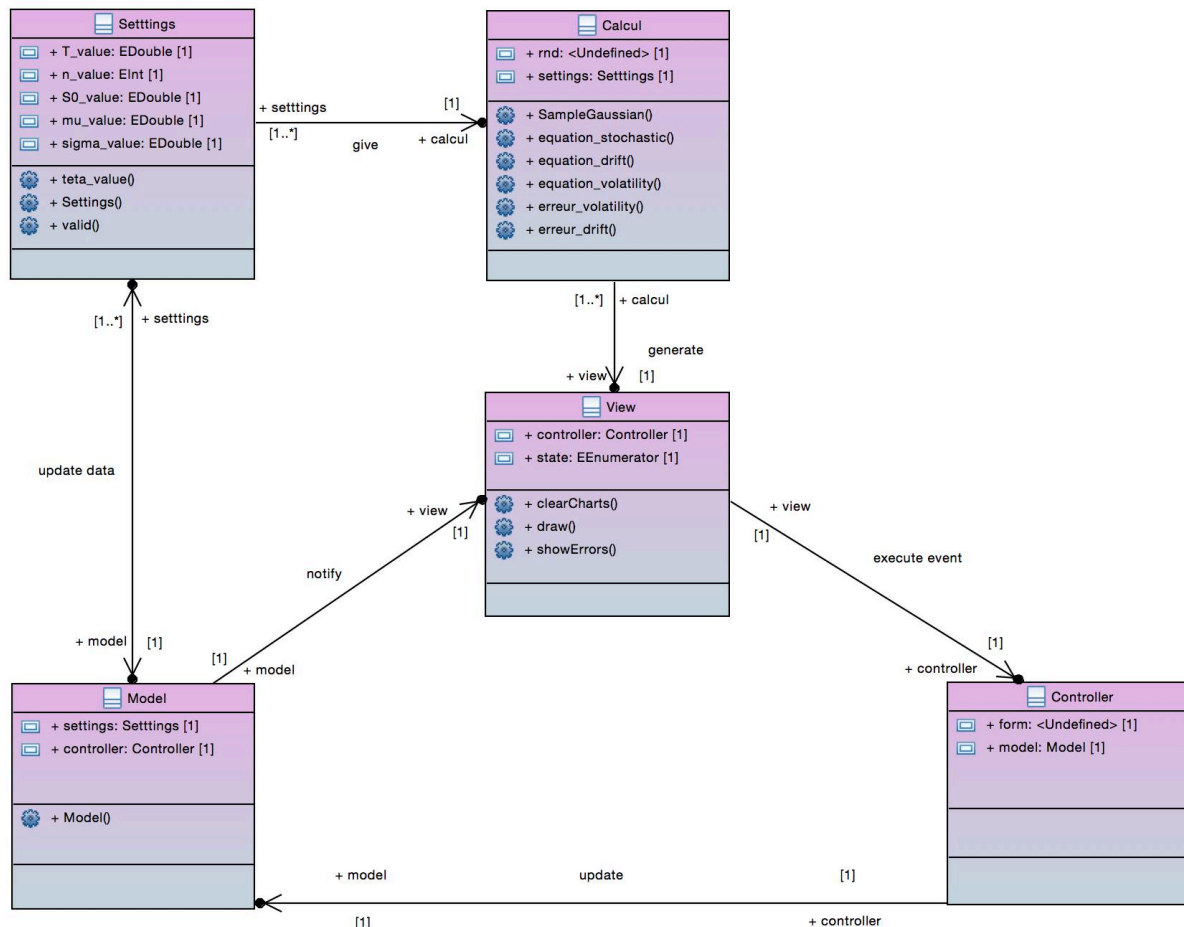 Setttings
+ T_value: EDouble [1]
+ n_value: EInt [1]
+ S0_value: EDouble [1]
+ mu_value: EDouble [1]
+ sigma_value: EDouble [1]
+ teta_value()
+ Settings()
+ valid()
+ setttings
[1..*]
give
[1]
+ calcul
Calcul
+ rnd: <Undefined> [1]
+ settings: Setttings [1]
+ SampleGaussian()
+ equation_stochastic()
+ equation_drift()
+ equation_volatility()
+ erreur_volatility()
+ erreur_drift()
[1..*]
+ setttings
update data
+ model
[1]
[1..*]
+ calcul
generate
+ view
[1]
View
+ controller: Controller [1]
+ state: EEnumerator [1]
+ clearCharts()
+ draw()
+ showErrors()
+ view
[1]
notify
[1]
+ model
+ view
[1]
execute event
[1]
+ controller
Model
+ settings: Setttings [1]
+ controller: Controller [1]
+ Model()
Controller
+ form: <Undefined> [1]
+ model: Model [1]
+ model
update
[1]
[1]
+ controller